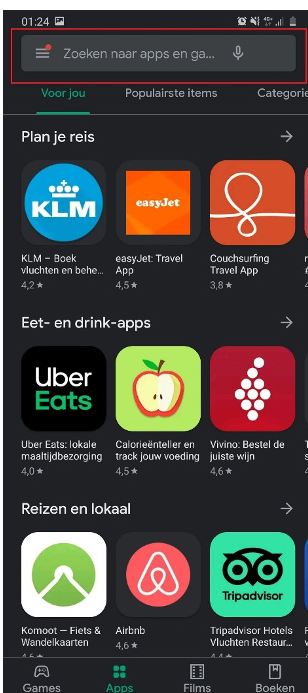 01:24
Zoeken naar apps en ga...
Voor jou Populairste items Categorie
Plan je reis
KLM
easyJet
KLM – Boek vluchten en behe...
4,2 ★
easyJet: Travel App
4,5 ★
Couchsurfing Travel App
3,8 ★
Eet- en drink-apps
Uber Eats
Uber Eats: lokale maaltijdbezorging
4,0 ★
Calorieënteller en track jouw voeding
4,5 ★
Vivino: Bestel de juiste wijn
4,6 ★
Reizen en lokaal
Tripadvisor
Komoot — Fiets & Wandelkaarten
4,6 ★
Airbnb
4,6 ★
Tripadvisor Hotels Vluchten Restaur...
4,4 ★
Games Apps Films Boeken